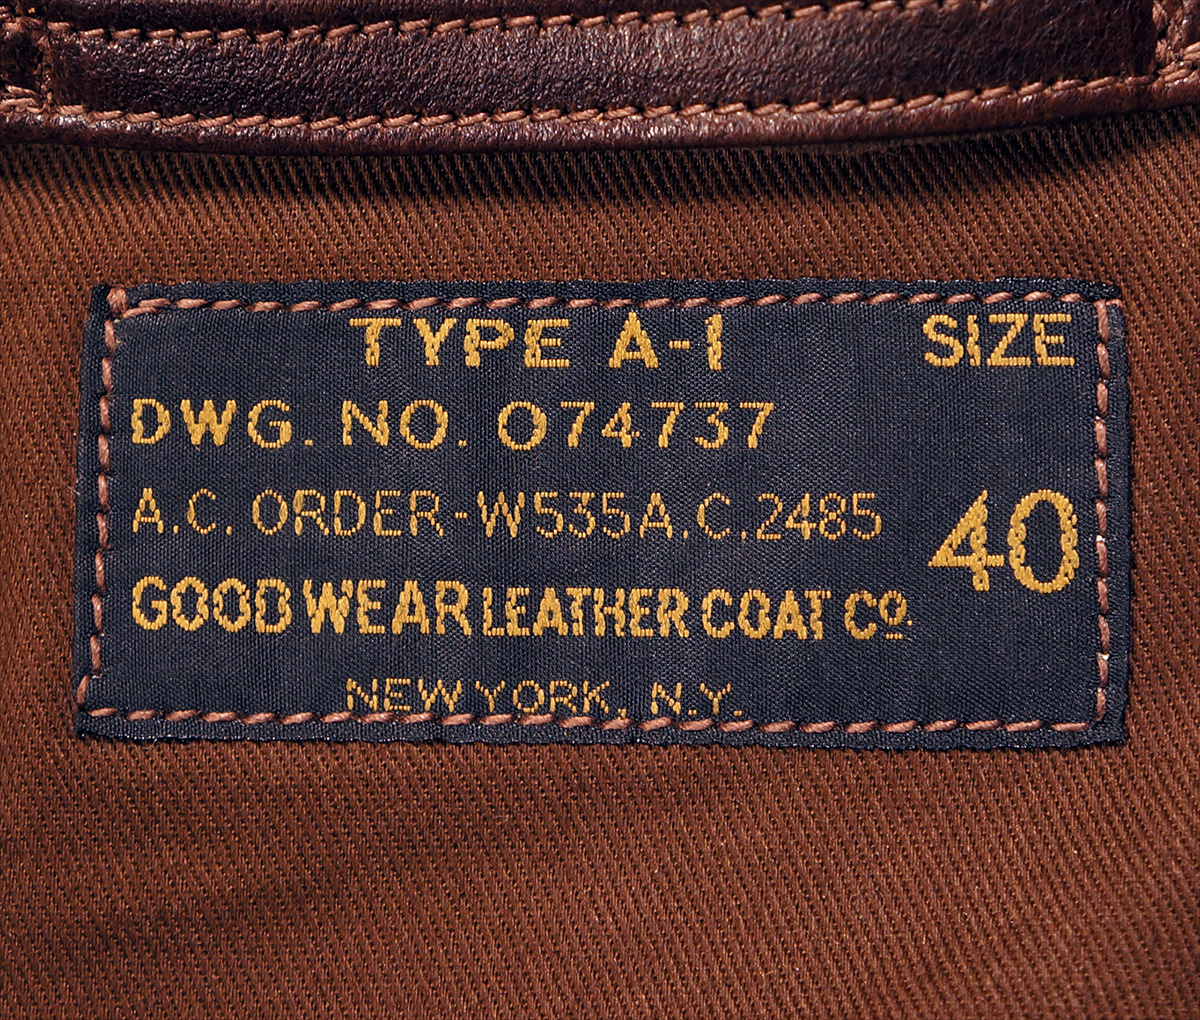 TYPE A-1 SIZE
DWG. NO. 074737
A.C. ORDER-W535A.C.2485
40
GOOD WEAR LEATHER COAT Co.
NEW YORK, N.Y.